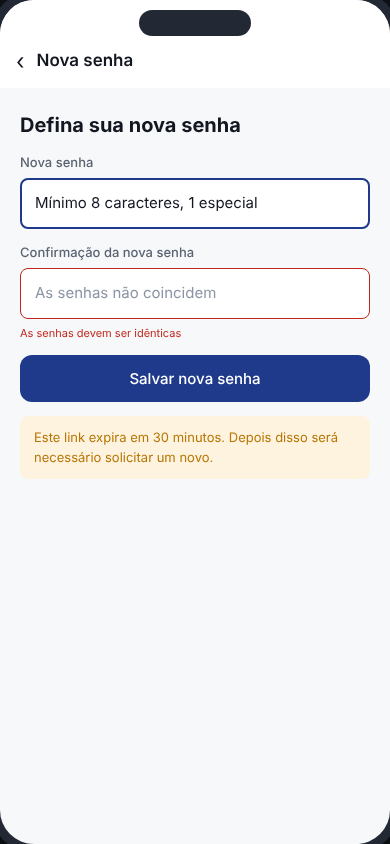 ‹ Nova senha
Defina sua nova senha
Nova senha
Mínimo 8 caracteres, 1 especial
Confirmação da nova senha
As senhas não coincidem
As senhas devem ser idênticas
Salvar nova senha
Este link expira em 30 minutos. Depois disso será
necessário solicitar um novo.